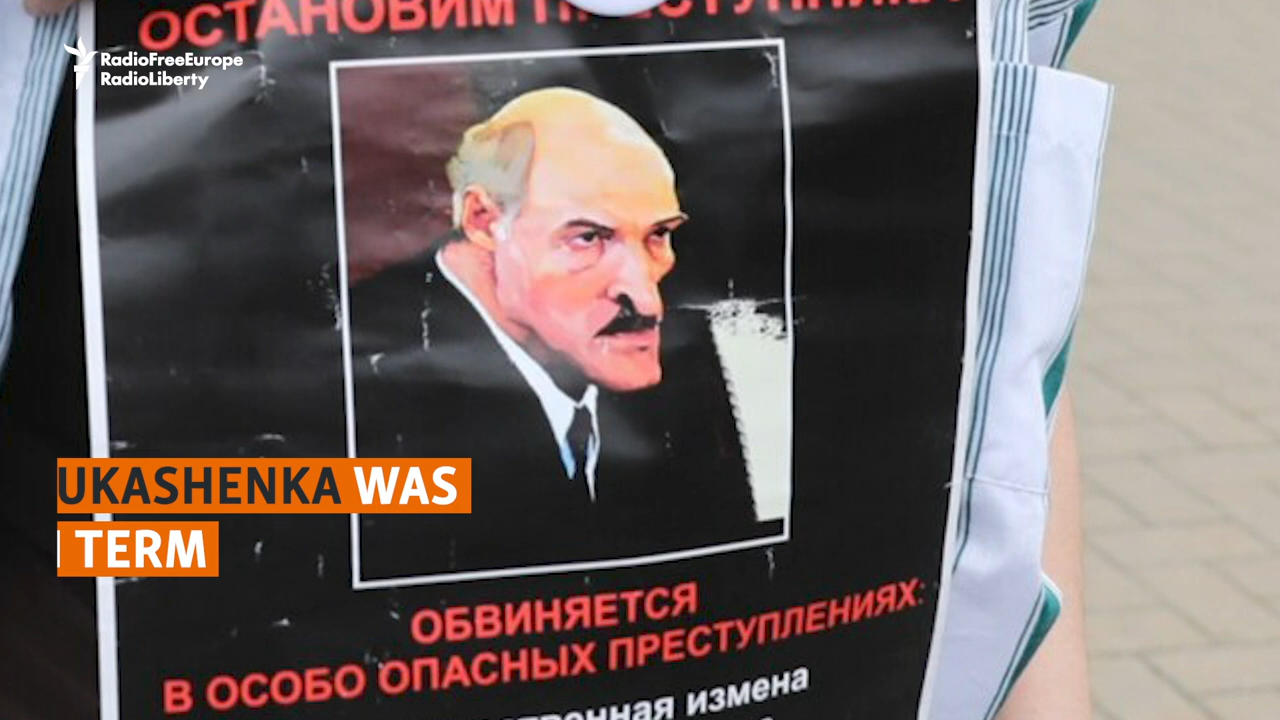 ОСТАНОВИМ
RadioFreeEurope
RadioLiberty
UKASHENKA WAS
TERM
ОБВИНЯЕТСЯ
В ОСОБО ОПАСНЫХ ПРЕСТУПЛЕНИЯХ:
измена